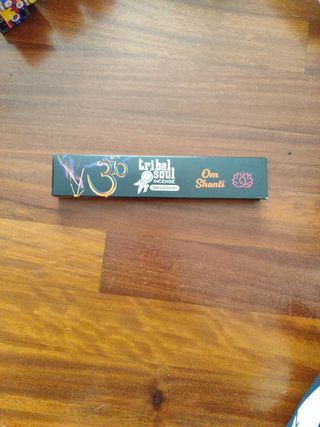 ॐ
tribal
soul
INCENSE
Om
Shanti